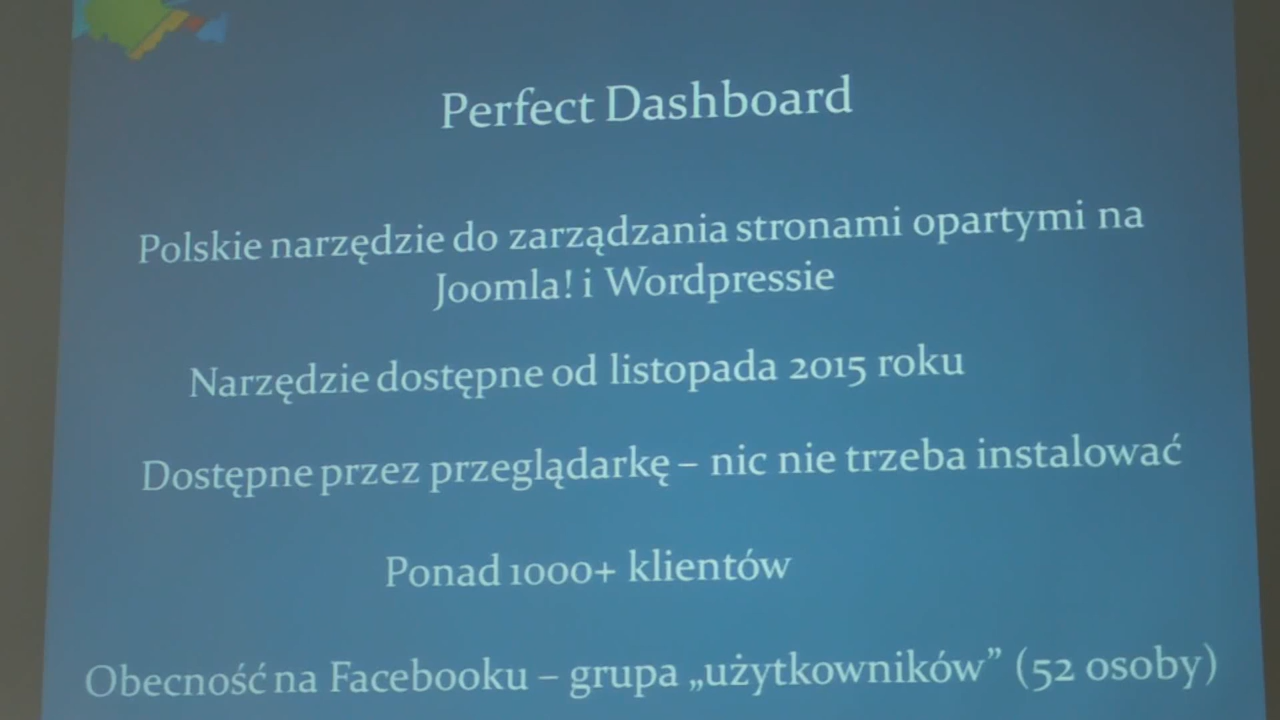 Perfect Dashboard
Polskie narzędzie do zarządzania stronami opartymi na
Joomla! i Wordpressie
Narzędzie dostępne od listopada 2015 roku
Dostępne przez przeglądarkę – nic nie trzeba instalować
Ponad 1000+ klientów
Obecność na Facebooku – grupa „użytkowników” (52 osoby)